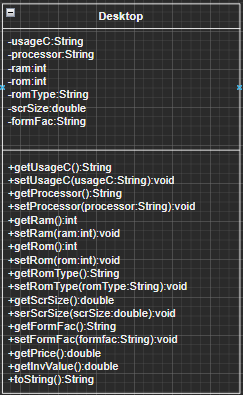 Desktop
-usageC:String
-processor:String
-ram:int
-rom:int
-romType:String
-scrSize:double
-formFac:String
+getUsageC():String
+setUsageC(usageC:String):void
+getProcessor():String
+setProcessor(processor:String):void
+getRam():int
+setRam(ram:int):void
+getRom():int
+setRom(rom:int):void
+getRomType():String
+setRomType(romType:String):void
+getScrSize():double
+serScrSize(scrSize:double):void
+getFormFac():String
+setFormFac(formfac:String):void
+getPrice():double
+getInvValue():double
+toString():String